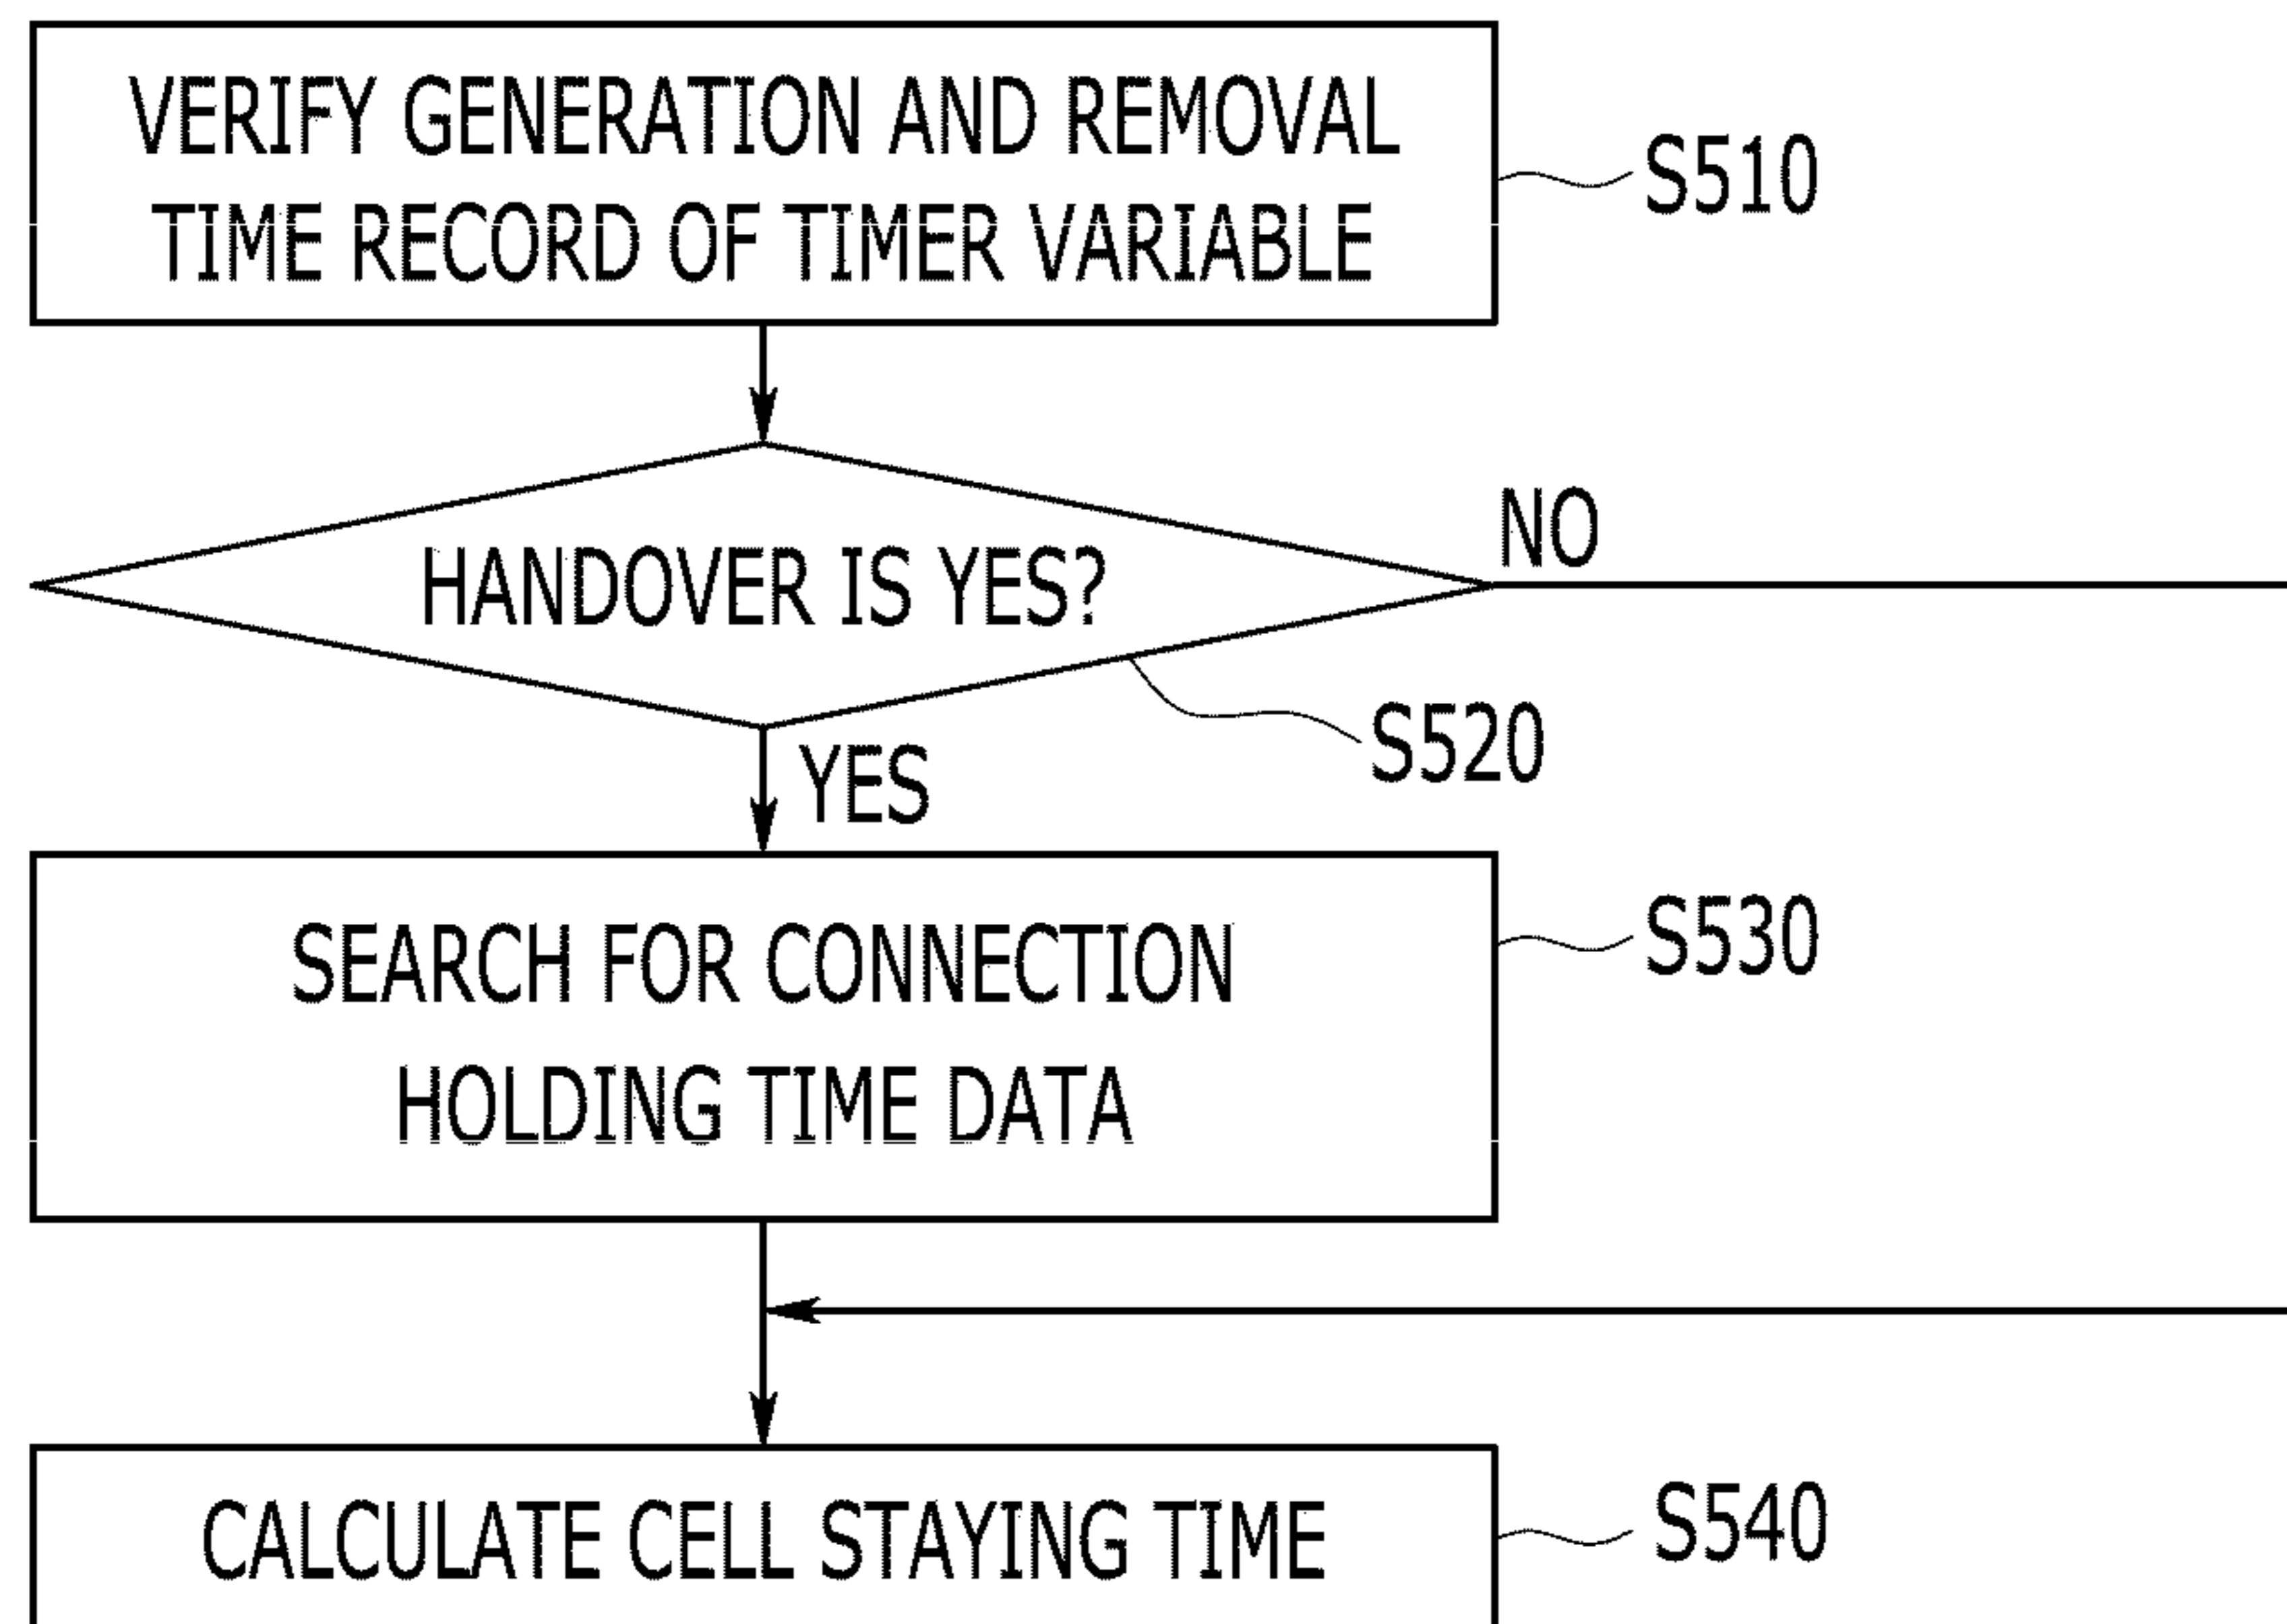 VERIFY GENERATION AND REMOVAL
TIME RECORD OF TIMER VARIABLE
S510
HANDOVER IS YES?
NO
S520
YES
SEARCH FOR CONNECTION
HOLDING TIME DATA
S530
CALCULATE CELL STAYING TIME
S540